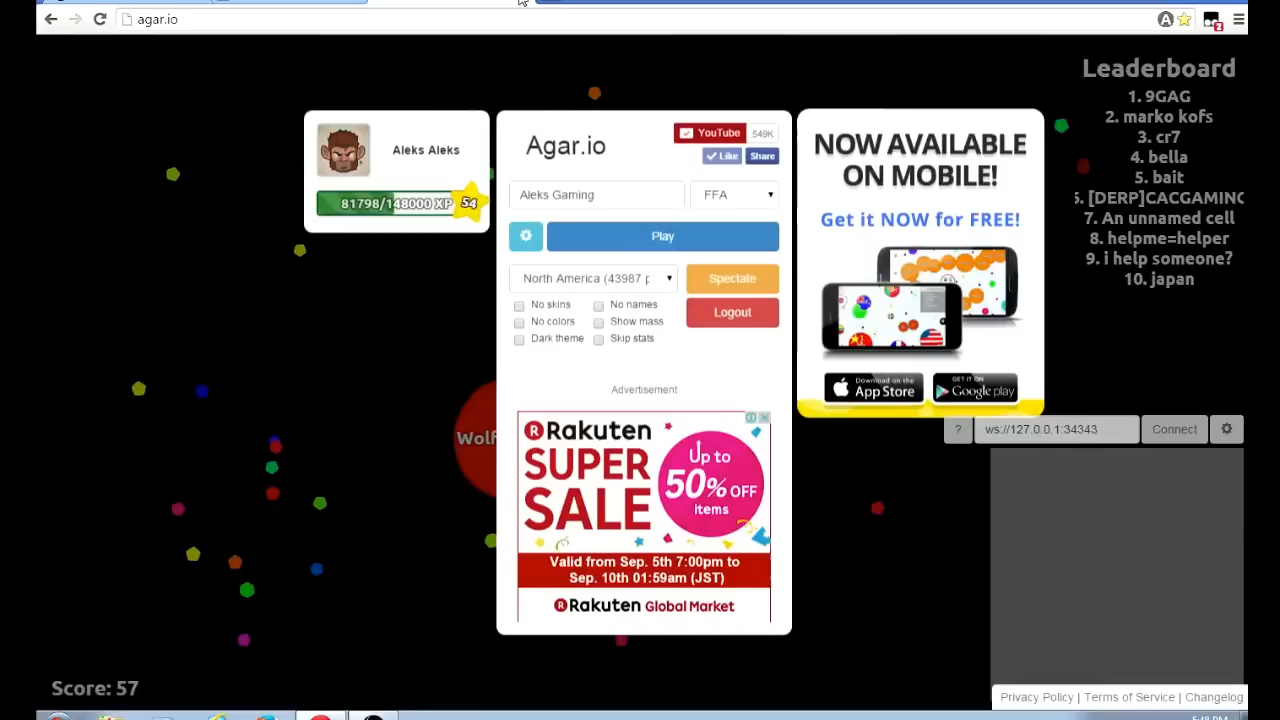 agar.io
A
2
Leaderboard
1. 9GAG
2. marko kofs
3. cr7
4. bella
5. bait
6. [DERP]CACGAMING
7. An unnamed cell
8. helpme=helper
9. i help someone?
10. japan
Aleks Aleks
81798/148000 XP 54
Agar.io
YouTube 549K
Like Share
Aleks Gaming FFA
Play
North America (43987 p Spectate
No skins No names
No colors Show mass
Logout
Dark theme Skip stats
Advertisement
Rakuten
SUPER
SALE
Up to
50% OFF
items
Valid from Sep. 5th 7:00pm to
Sep. 10th 01:59am (JST)
Rakuten Global Market
NOW AVAILABLE
ON MOBILE!
Get it NOW for FREE!
Download on the
App Store
GET IT ON
Google play
? ws://127.0.0.1:34343 Connect
Wolf
Score: 57
Privacy Policy | Terms of Service | Changelog